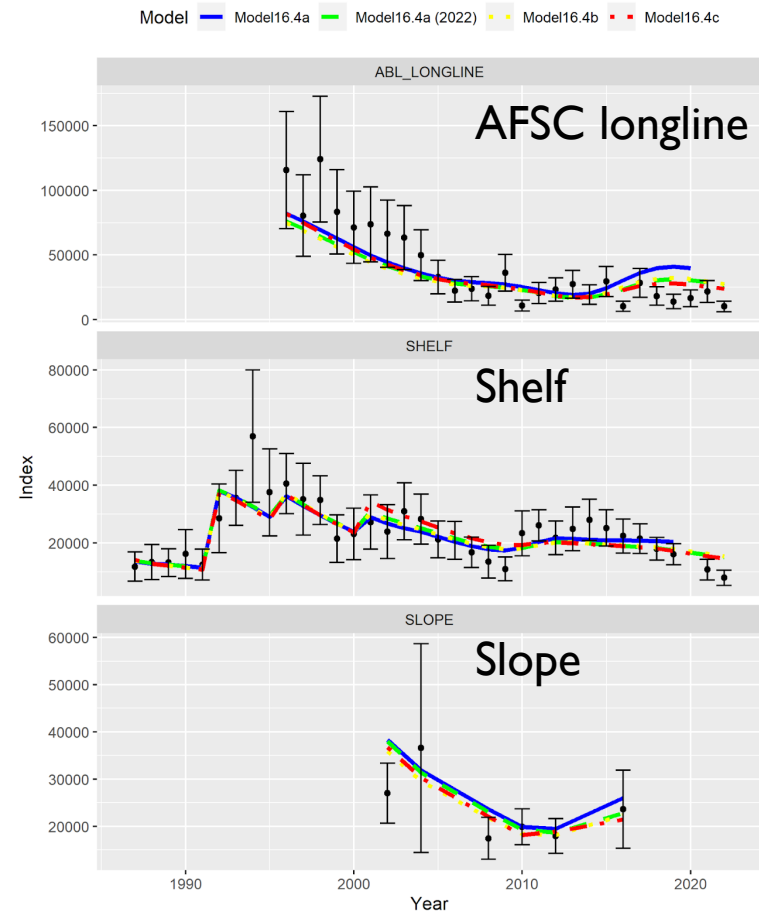 Model Model16.4a Model16.4a (2022) Model16.4b Model16.4c
ABL_LONGLINE
AFSC longline
150000
100000
50000
0
SHELF
Shelf
80000
60000
40000
20000
Index
SLOPE
Slope
60000
50000
40000
30000
20000
1990 2000 2010 2020
Year